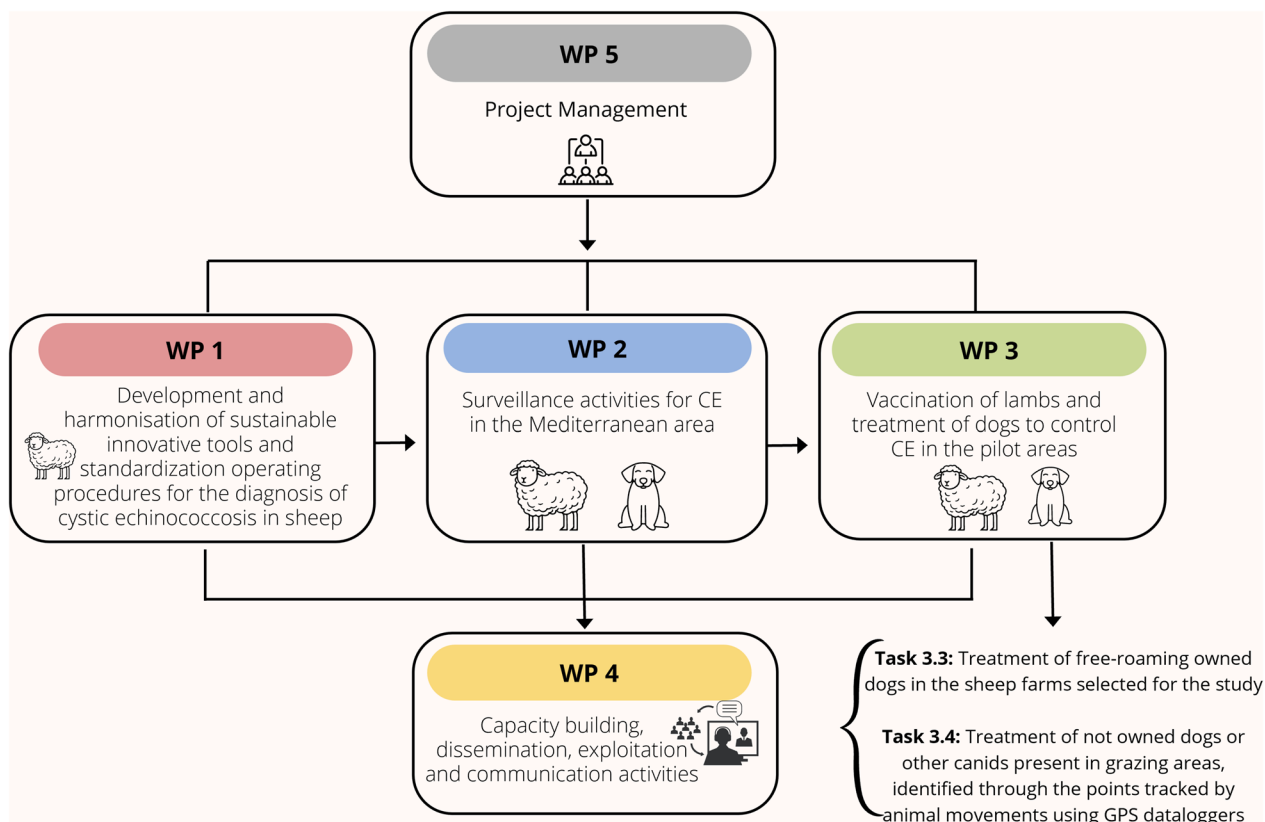 WP 5
Project Management
WP 1
Development and
harmonisation of sustainable
innovative tools and
standardization operating
procedures for the diagnosis of
cystic echinococcosis in sheep
WP 2
Surveillance activities for CE
in the Mediterranean area
WP 3
Vaccination of lambs and
treatment of dogs to control
CE in the pilot areas
WP 4
Capacity building,
dissemination, exploitation
and communication activities
Task 3.3: Treatment of free-roaming owned
dogs in the sheep farms selected for the study
Task 3.4: Treatment of not owned dogs or
other canids present in grazing areas,
identified through the points tracked by
animal movements using GPS dataloggers